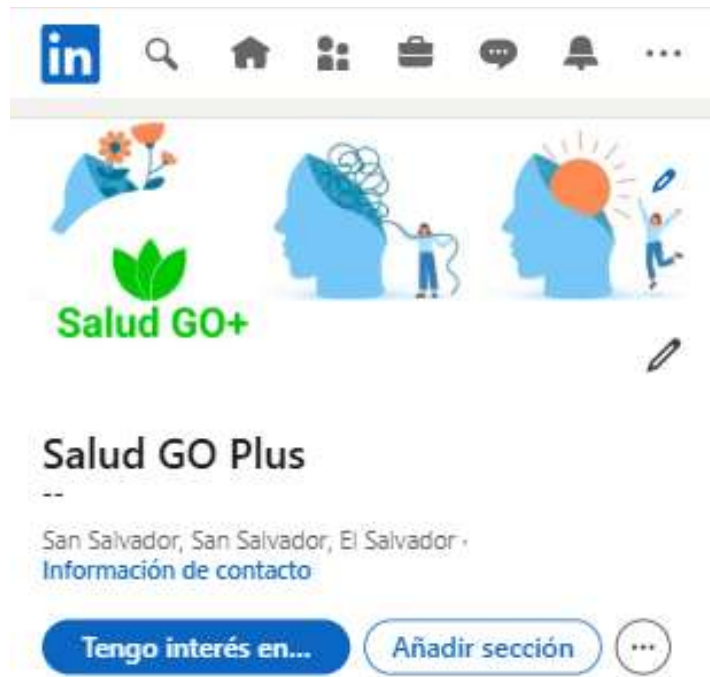 in
Salud GO+
Salud GO Plus
--
San Salvador, San Salvador, El Salvador ·
Información de contacto
Tengo interés en...
Añadir sección